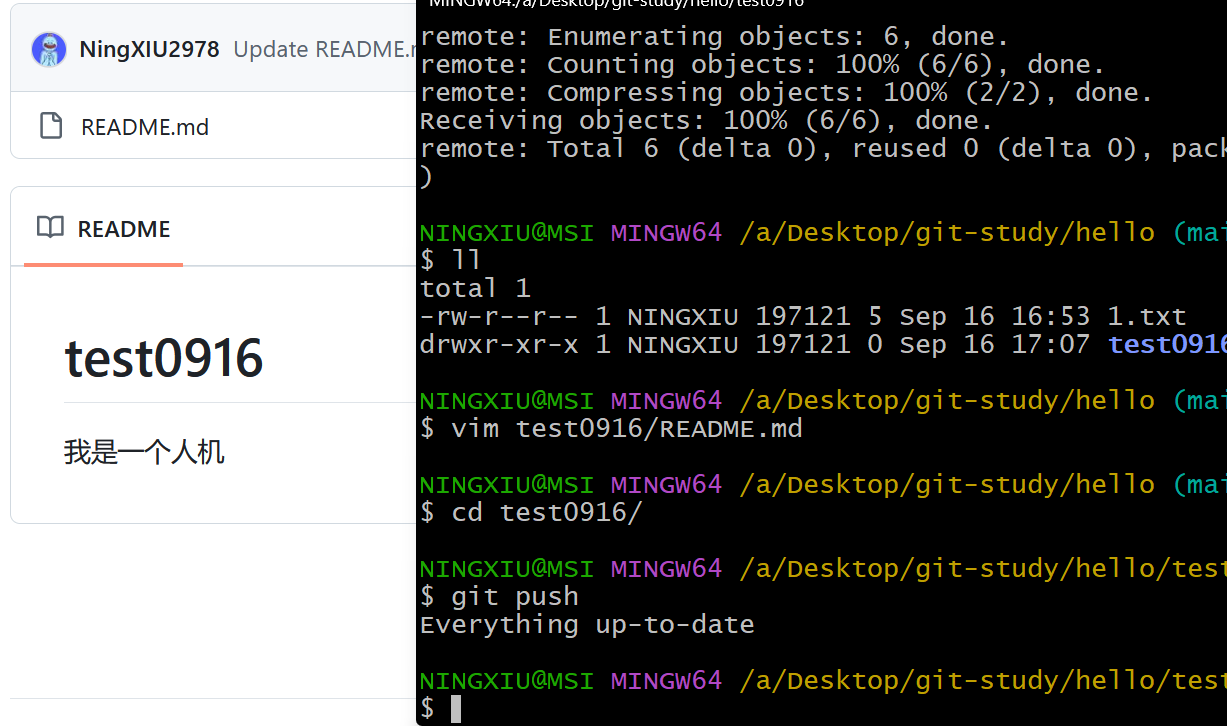 NingXIU2978 Update README.
README.md
README
test0916
我是一个人机
MINGW64:/a/Desktop/git-study/hello/test0916
remote: Enumerating objects: 6, done.
remote: Counting objects: 100% (6/6), done.
remote: Compressing objects: 100% (2/2), done.
Receiving objects: 100% (6/6), done.
remote: Total 6 (delta 0), reused 0 (delta 0), pack
)
NINGXIU@MSI MINGW64 /a/Desktop/git-study/hello (mai
$ ll
total 1
-rw-r--r-- 1 NINGXIU 197121 5 Sep 16 16:53 1.txt
drwxr-xr-x 1 NINGXIU 197121 0 Sep 16 17:07 test0916
NINGXIU@MSI MINGW64 /a/Desktop/git-study/hello (mai
$ vim test0916/README.md
NINGXIU@MSI MINGW64 /a/Desktop/git-study/hello (mai
$ cd test0916/
NINGXIU@MSI MINGW64 /a/Desktop/git-study/hello/test
$ git push
Everything up-to-date
NINGXIU@MSI MINGW64 /a/Desktop/git-study/hello/test
$